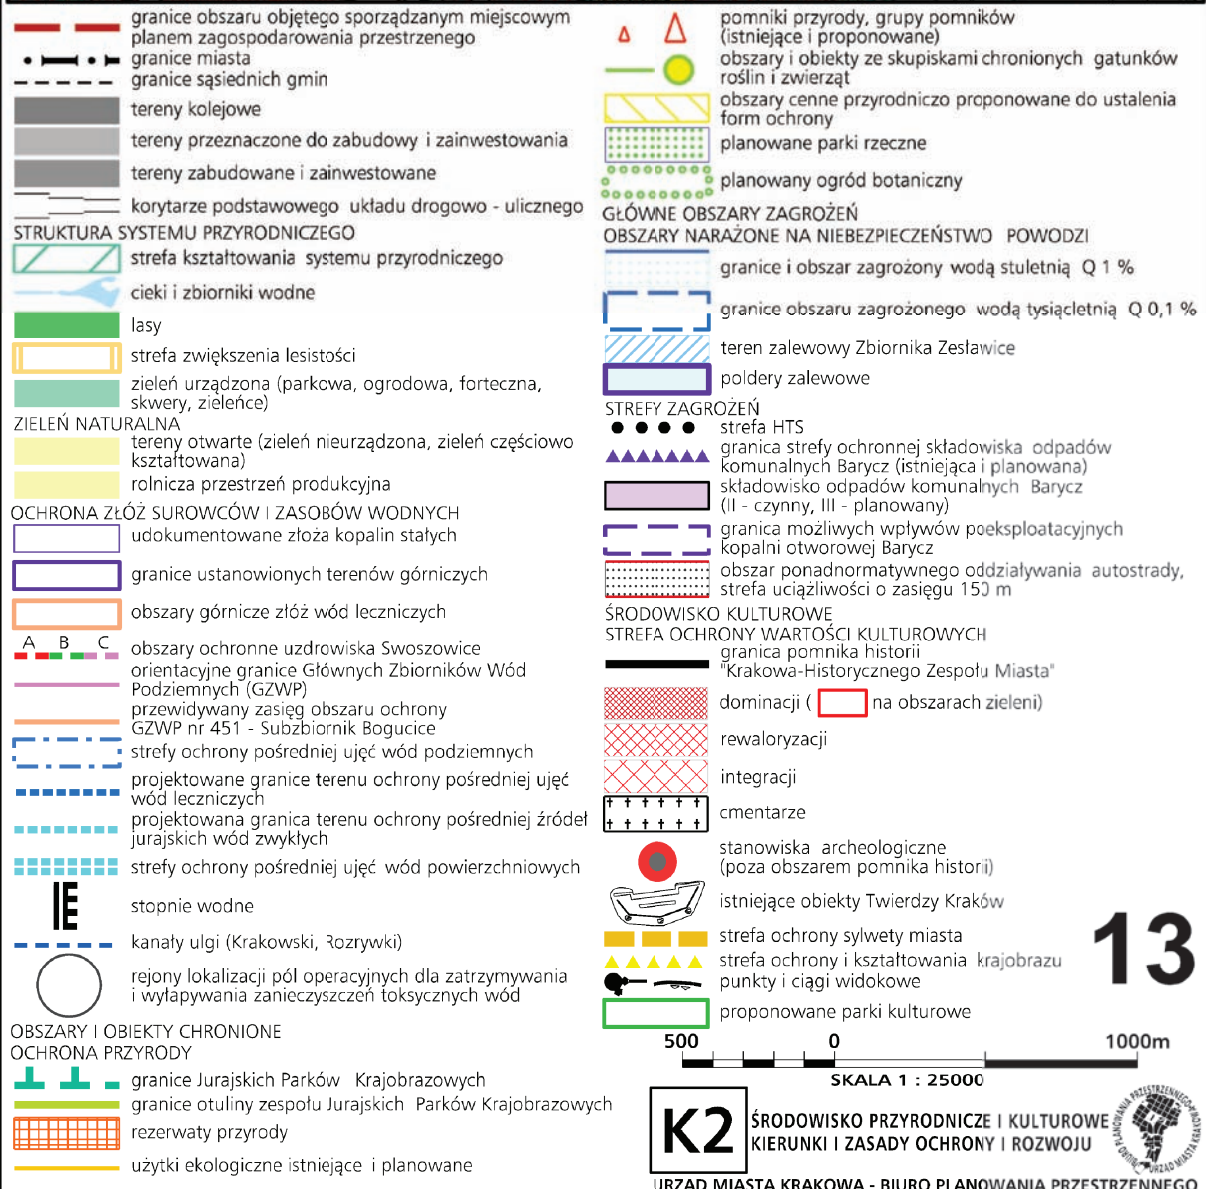 granice obszaru objętego sporządzanym miejscowym
planem zagospodarowania przestrzenego
granice miasta
granice sąsiednich gmin
tereny kolejowe
tereny przeznaczone do zabudowy i zainwestowania
tereny zabudowane i zainwestowane
korytarze podstawowego układu drogowo - ulicznego
STRUKTURA SYSTEMU PRZYRODNICZEGO
strefa kształtowania systemu przyrodniczego
cieki i zbiorniki wodne
lasy
strefa zwiększenia lesistości
zieleń urządzona (parkowa, ogrodowa, forteczna,
skwery, zieleńce)
ZIELEŃ NATURALNA
tereny otwarte (zieleń nieurządzona, zieleń częściowo
kształtowana)
rolnicza przestrzeń produkcyjna
OCHRONA ZŁÓŻ SUROWCÓW I ZASOBÓW WODNYCH
udokumentowane złoża kopalin stałych
granice ustanowionych terenów górniczych
obszary górnicze złóż wód leczniczych
A B C
obszary ochronne uzdrowiska Swoszowice
orientacyjne granice Głównych Zbiorników Wód
Podziemnych (GZWP)
przewidywany zasięg obszaru ochrony
GZWP nr 451 - Subzbiornik Bogucice
strefy ochrony pośredniej ujęć wód podziemnych
projektowane granice terenu ochrony pośredniej ujęć
wód leczniczych
projektowana granica terenu ochrony pośredniej źródeł
jurajskich wód zwykłych
strefy ochrony pośredniej ujęć wód powierzchniowych
stopnie wodne
kanały ulgi (Krakowski, Rozrywki)
rejony lokalizacji pól operacyjnych dla zatrzymywania
i wyłapywania zanieczyszczeń toksycznych wód
OBSZARY I OBIEKTY CHRONIONE
OCHRONA PRZYRODY
granice Jurajskich Parków Krajobrazowych
granice otuliny zespołu Jurajskich Parków Krajobrazowych
rezerwaty przyrody
użytki ekologiczne istniejące i planowane
pomniki przyrody, grupy pomników
(istniejące i proponowane)
obszary i obiekty ze skupiskami chronionych gatunków
roślin i zwierząt
obszary cenne przyrodniczo proponowane do ustalenia
form ochrony
planowane parki rzeczne
planowany ogród botaniczny
GŁÓWNE OBSZARY ZAGROŻEŃ
OBSZARY NARAŻONE NA NIEBEZPIECZEŃSTWO POWODZI
granice i obszar zagrożony wodą stuletnią Q 1 %
granice obszaru zagrożonego wodą tysiącletnią Q 0,1 %
teren zalewowy Zbiornika Zesławice
poldery zalewowe
STREFY ZAGROŻEŃ
strefa HTS
granica strefy ochronnej składowiska odpadów
komunalnych Barycz (istniejąca i planowana)
składowisko odpadów komunalnych Barycz
(II - czynny, III - planowany)
granica możliwych wpływów poeksploatacyjnych
kopalni otworowej Barycz
obszar ponadnormatywnego oddziaływania autostrady,
strefa uciążliwości o zasięgu 150 m
ŚRODOWISKO KULTUROWE
STREFA OCHRONY WARTOŚCI KULTUROWYCH
granica pomnika historii
"Krakowa-Historycznego Zespołu Miasta"
dominacji ( na obszarach zieleni)
rewaloryzacji
integracji
cmentarze
stanowiska archeologiczne
(poza obszarem pomnika historii)
istniejące obiekty Twierdzy Kraków
strefa ochrony sylwety miasta
strefa ochrony i kształtowania krajobrazu
punkty i ciągi widokowe
proponowane parki kulturowe
13
500 0 1000m
SKALA 1 : 25000
K2
ŚRODOWISKO PRZYRODNICZE I KULTUROWE
KIERUNKI I ZASADY OCHRONY I ROZWOJU
BIURO PLANOWANIA PRZESTRZENNEGO URZĄD MIASTA KRAKOWA
URZĄD MIASTA KRAKOWA - BIURO PLANOWANIA PRZESTRZENNEGO